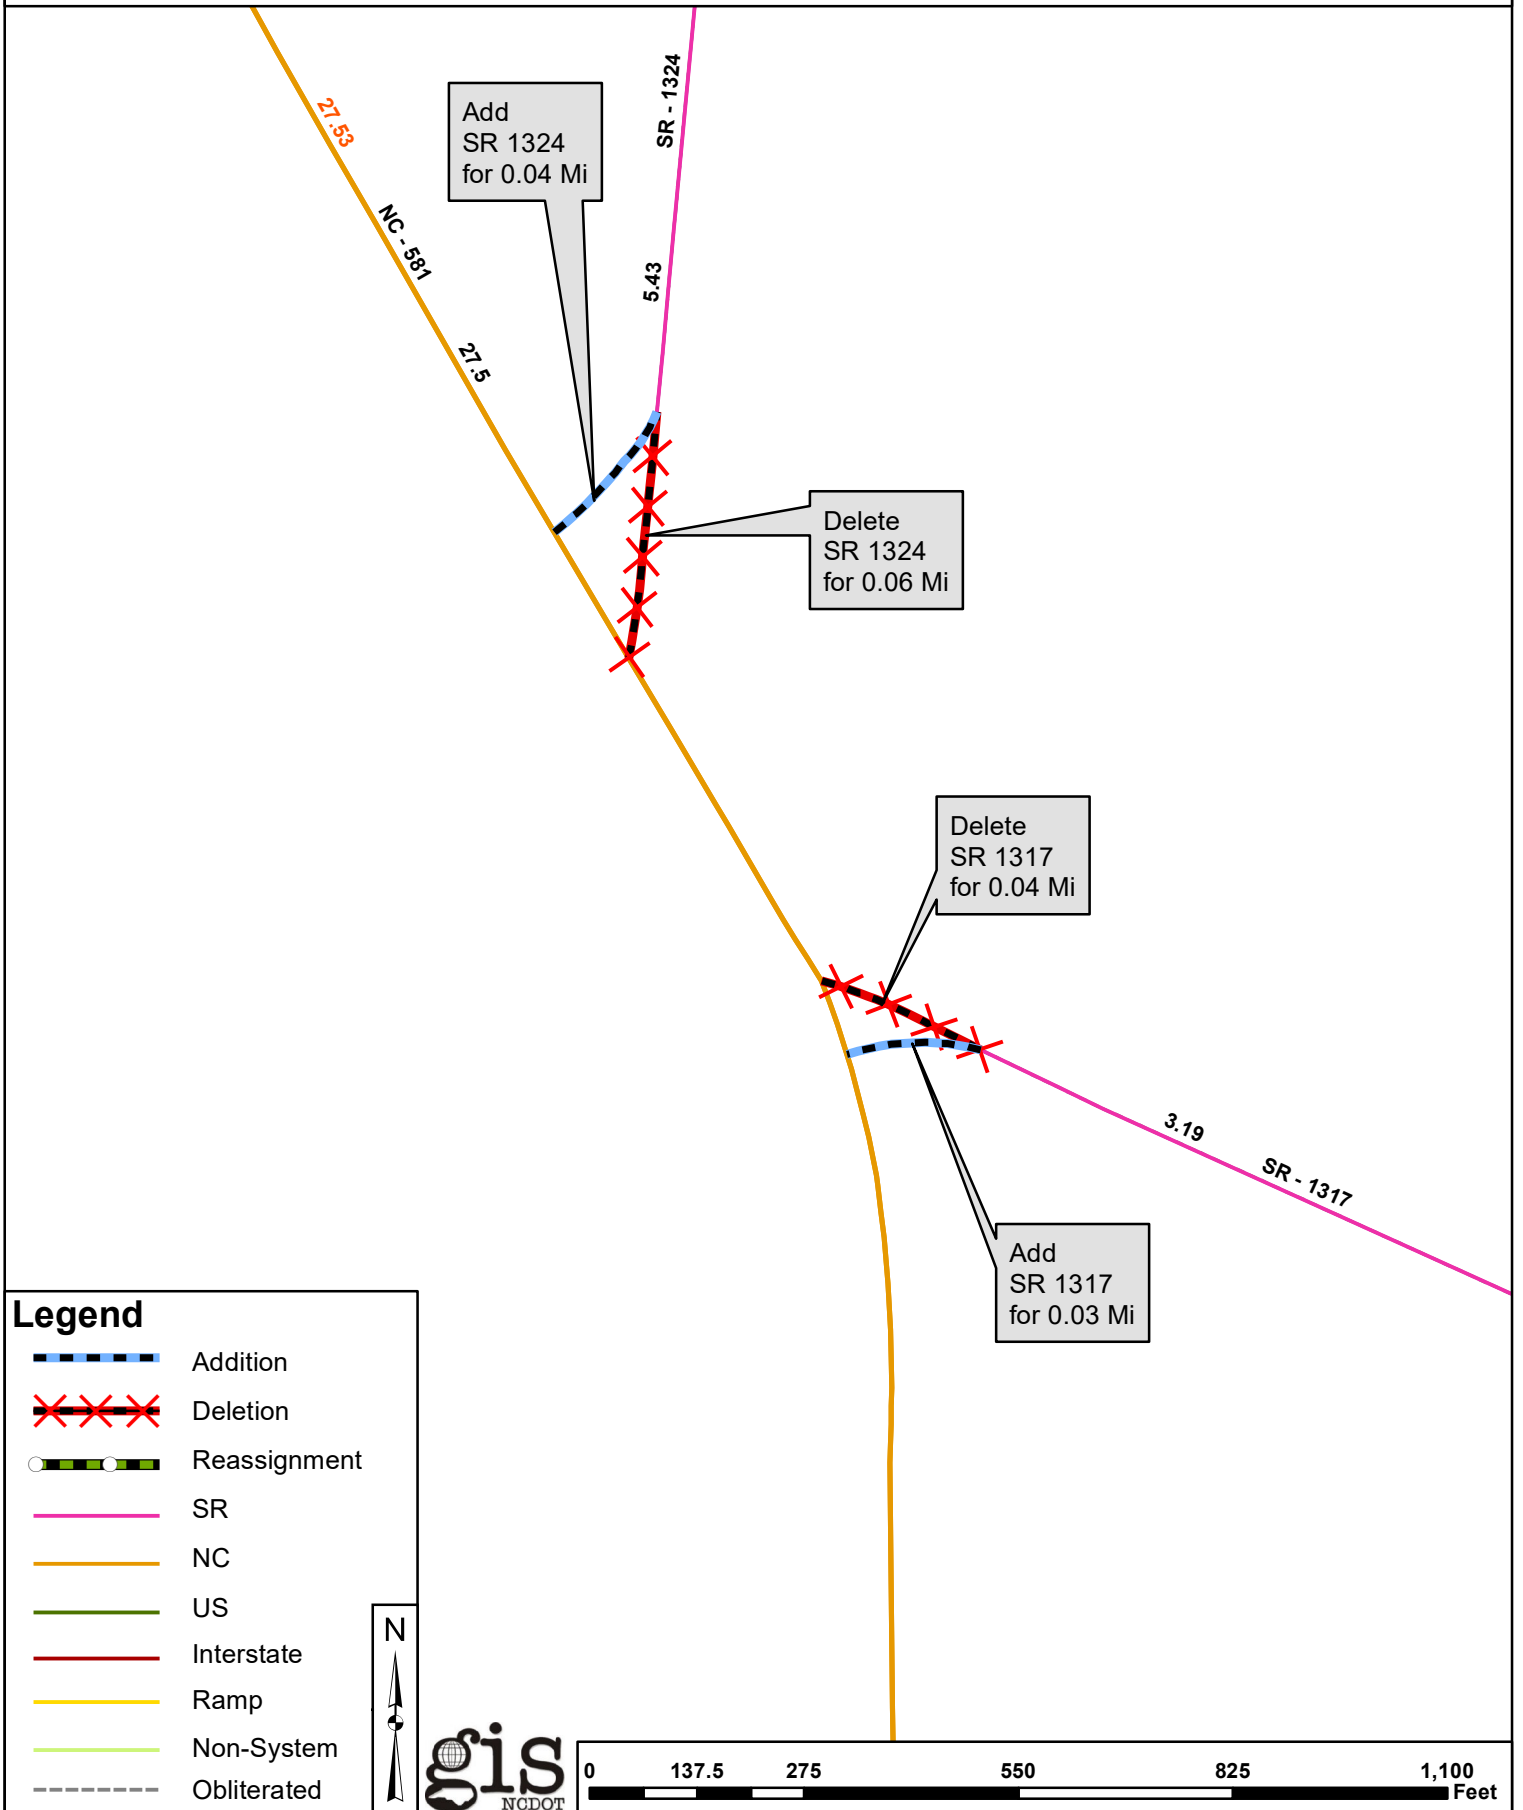 27.53
NC - 581
27.5
Add
SR 1324
for 0.04 Mi
SR - 1324
5.43
Delete
SR 1324
for 0.06 Mi
Delete
SR 1317
for 0.04 Mi
3.19
SR - 1317
Add
SR 1317
for 0.03 Mi
Legend
Addition
Deletion
Reassignment
SR
NC
US
Interstate
Ramp
Non-System
Obliterated
N
gis
NCDOT
0 137.5 275 550 825 1,100
Feet